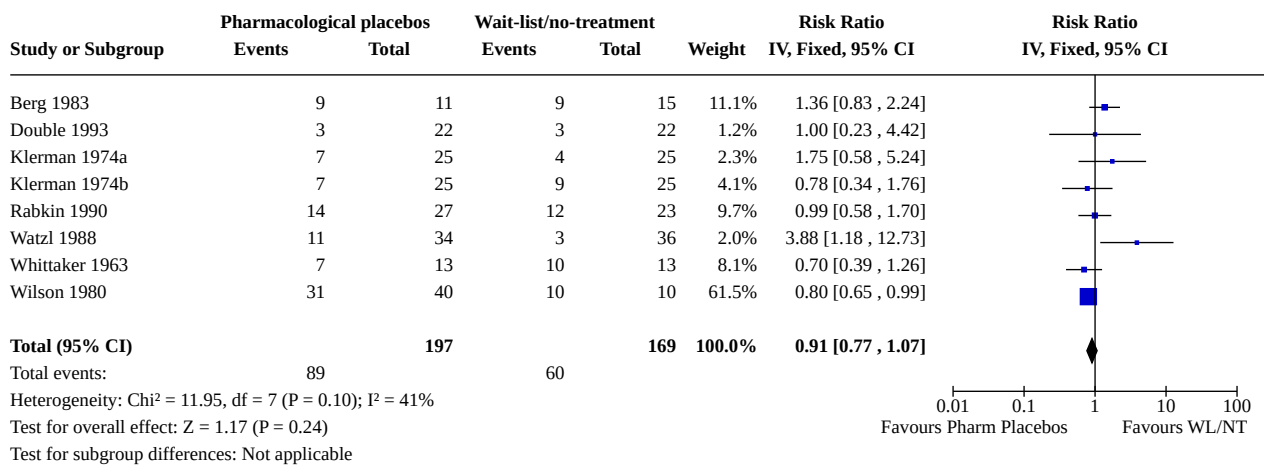 Pharmacological placebos Wait-list/no-treatment Risk Ratio Risk Ratio
Study or Subgroup Events Total Events Total Weight IV, Fixed, 95% CI IV, Fixed, 95% CI
Berg 1983 9 11 9 15 11.1% 1.36 [0.83 , 2.24]
Double 1993 3 22 3 22 1.2% 1.00 [0.23 , 4.42]
Klerman 1974a 7 25 4 25 2.3% 1.75 [0.58 , 5.24]
Klerman 1974b 7 25 9 25 4.1% 0.78 [0.34 , 1.76]
Rabkin 1990 14 27 12 23 9.7% 0.99 [0.58 , 1.70]
Watzl 1988 11 34 3 36 2.0% 3.88 [1.18 , 12.73]
Whittaker 1963 7 13 10 13 8.1% 0.70 [0.39 , 1.26]
Wilson 1980 31 40 10 10 61.5% 0.80 [0.65 , 0.99]
Total (95% CI) 197 169 100.0% 0.91 [0.77 , 1.07]
Total events: 89 60
Heterogeneity: Chi² = 11.95, df = 7 (P = 0.10); I² = 41%
Test for overall effect: Z = 1.17 (P = 0.24)
Test for subgroup differences: Not applicable
0.01 0.1 1 10 100
Favours Pharm Placebos Favours WL/NT